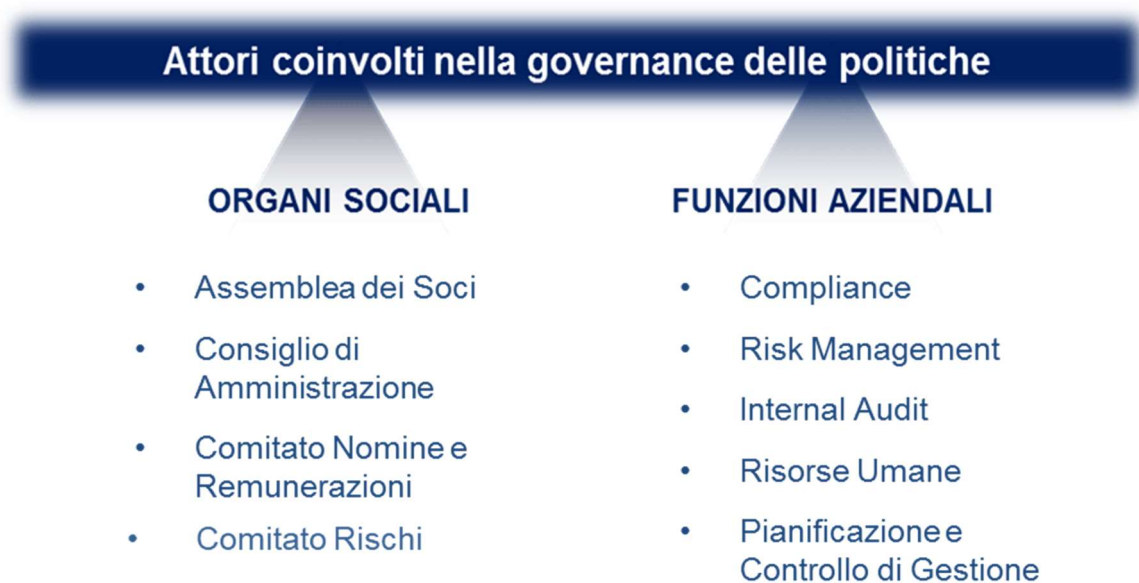 Attori coinvolti nella governance delle politiche
ORGANI SOCIALI
• Assemblea dei Soci
• Consiglio di
Amministrazione
• Comitato Nomine e
Remunerazioni
• Comitato Rischi
FUNZIONI AZIENDALI
• Compliance
• Risk Management
• Internal Audit
• Risorse Umane
• Pianificazione e
Controllo di Gestione